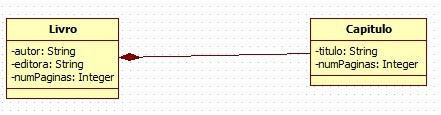 Livro
-autor: String
-editora: String
-numPaginas: Integer
Capitulo
-titulo: String
-numPaginas: Integer